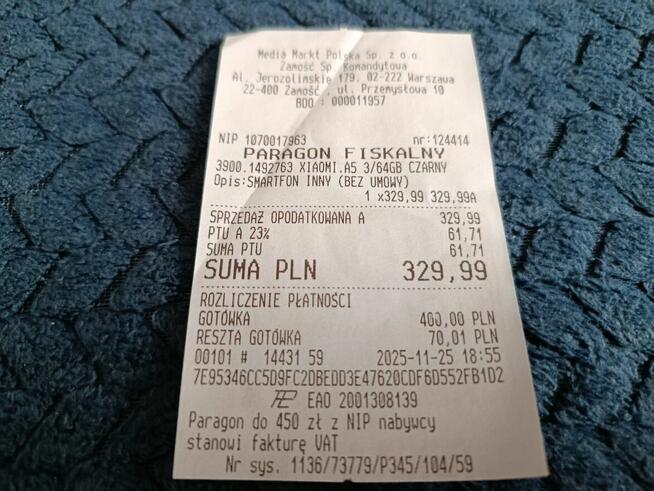 Media Markt Polska Sp. z o.o.
Zamość Sp. Komandytowa
Al. Jerozolimskie 179, 02-222 Warszawa
22-400 Zamość , ul. Przemysłowa 10
BDO : 000011957
NIP 1070017963 nr:124414
PARAGON FISKALNY
3900.1492763 XIAOMI.A5 3/64GB CZARNY
Opis:SMARTFON INNY (BEZ UMOWY)
1 x329,99 329,99A
SPRZEDAŻ OPODATKOWANA A 329,99
PTU A 23% 61,71
SUMA PTU 61,71
SUMA PLN 329,99
ROZLICZENIE PŁATNOŚCI
GOTÓWKA 400,00 PLN
RESZTA GOTÓWKA 70,01 PLN
00101 # 14431 59 2025-11-25 18:55
7E95346CC5D9FC2DBEDD3E47620CDF6D552FB1D2
EAO 2001308139
Paragon do 450 zł z NIP nabywcy
stanowi fakturę VAT
Nr sys. 1136/73779/P345/104/59